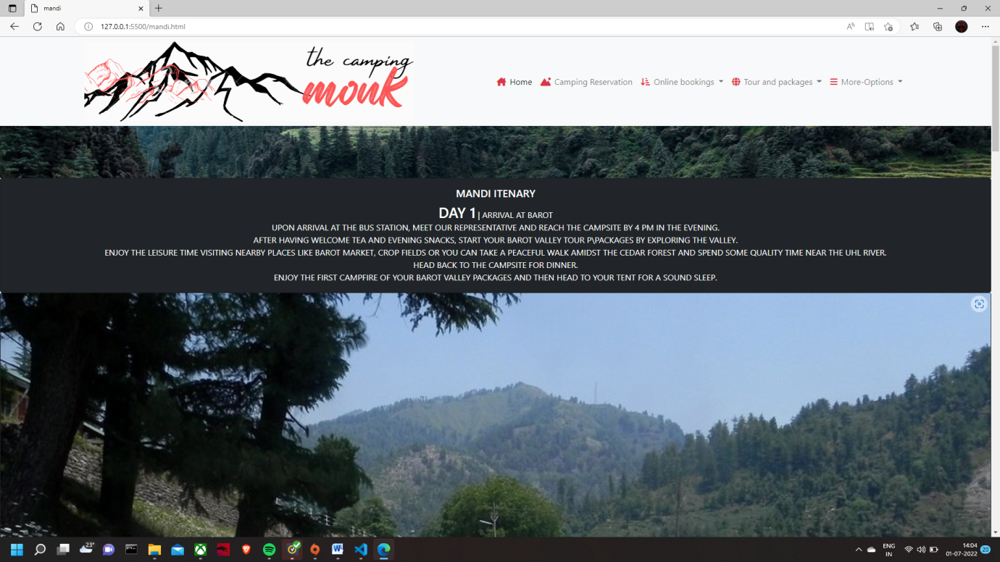 mandi
127.0.0.1:5500/mandi.html
the camping
monk
Home
Camping Reservation
Online bookings
Tour and packages
More-Options
MANDI ITENARY
DAY 1 | ARRIVAL AT BAROT
UPON ARRIVAL AT THE BUS STATION, MEET OUR REPRESENTATIVE AND REACH THE CAMPSITE BY 4 PM IN THE EVENING.
AFTER HAVING WELCOME TEA AND EVENING SNACKS, START YOUR BAROT VALLEY TOUR P\PACKAGES BY EXPLORING THE VALLEY.
ENJOY THE LEISURE TIME VISITING NEARBY PLACES LIKE BAROT MARKET, CROP FIELDS OR YOU CAN TAKE A PEACEFUL WALK AMIDST THE CEDAR FOREST AND SPEND SOME QUALITY TIME NEAR THE UHL RIVER.
HEAD BACK TO THE CAMPSITE FOR DINNER.
ENJOY THE FIRST CAMPFIRE OF YOUR BAROT VALLEY PACKAGES AND THEN HEAD TO YOUR TENT FOR A SOUND SLEEP.
23°
ENG
IN
14:04
01-07-2022
20